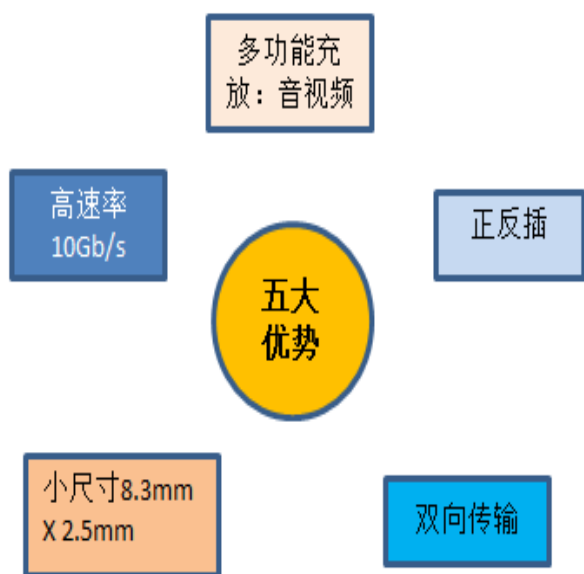 多功能充
放：音视频
高速率
10Gb/s
正反插
五大
优势
小尺寸8.3mm
X 2.5mm
双向传输